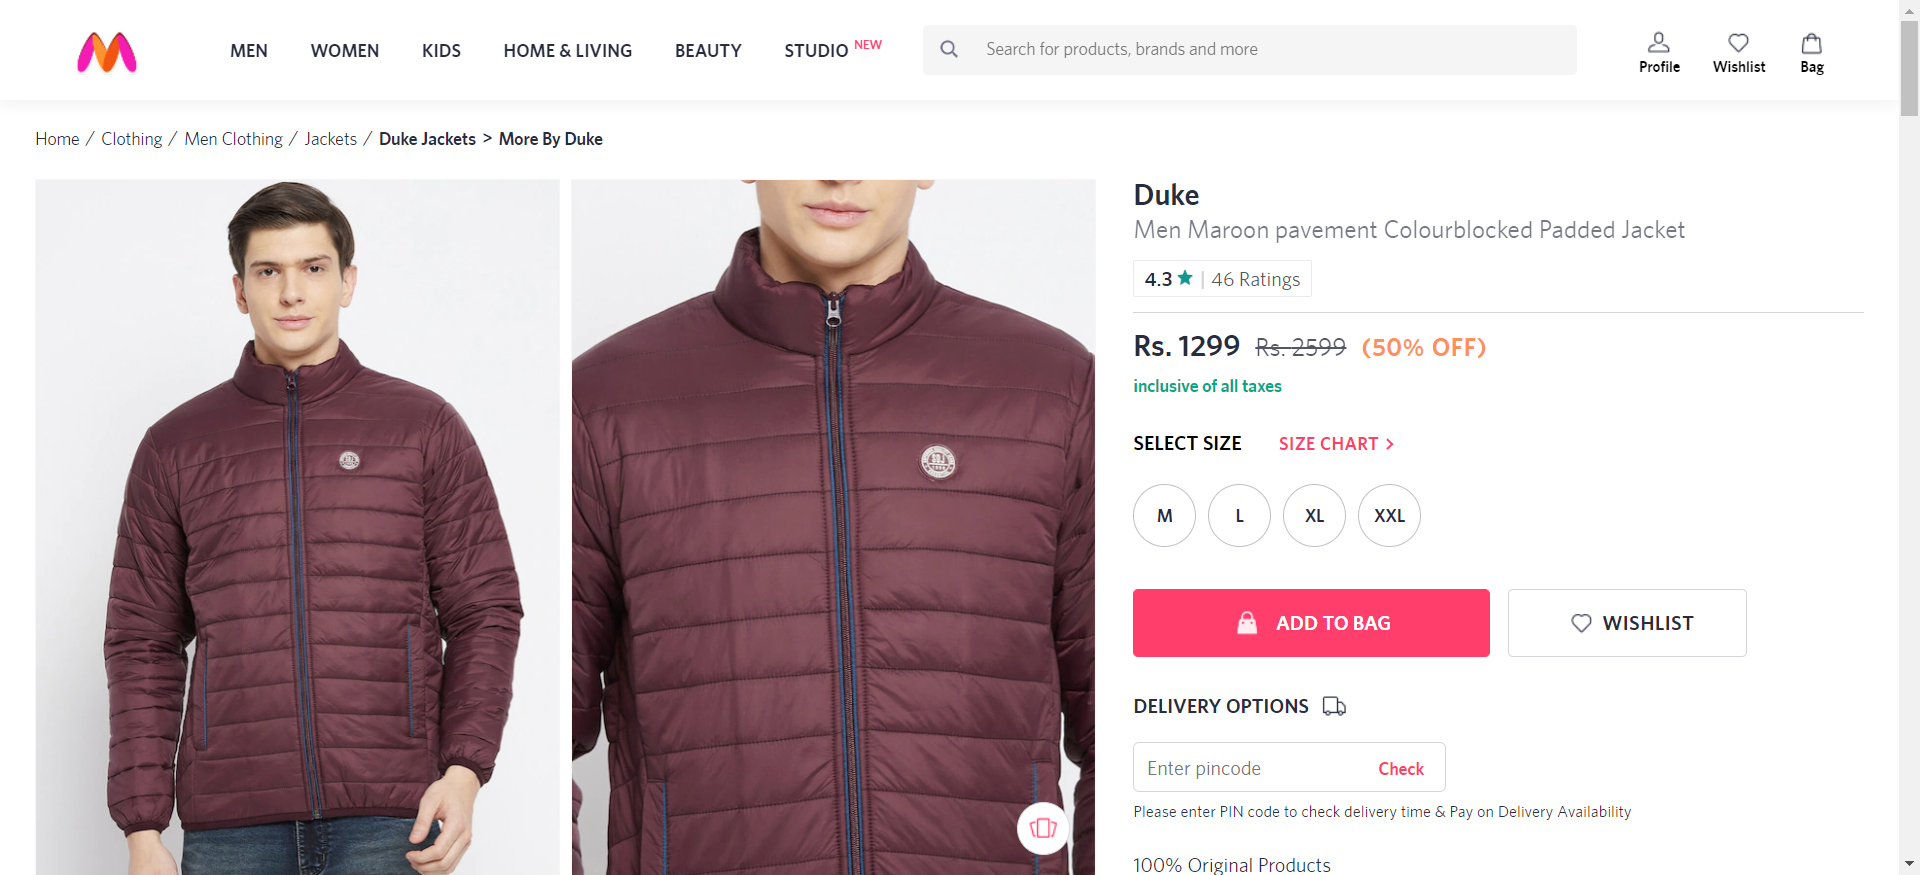 MEN WOMEN KIDS HOME & LIVING BEAUTY STUDIO NEW Search for products, brands and more Profile Wishlist Bag
Home / Clothing / Men Clothing / Jackets / Duke Jackets > More By Duke
Duke
Men Maroon pavement Colourblocked Padded Jacket
4.3 | 46 Ratings
Rs. 1299 Rs. 2599 (50% OFF)
inclusive of all taxes
SELECT SIZE SIZE CHART >
M L XL XXL
ADD TO BAG WISHLIST
DELIVERY OPTIONS
Enter pincode Check
Please enter PIN code to check delivery time & Pay on Delivery Availability
100% Original Products